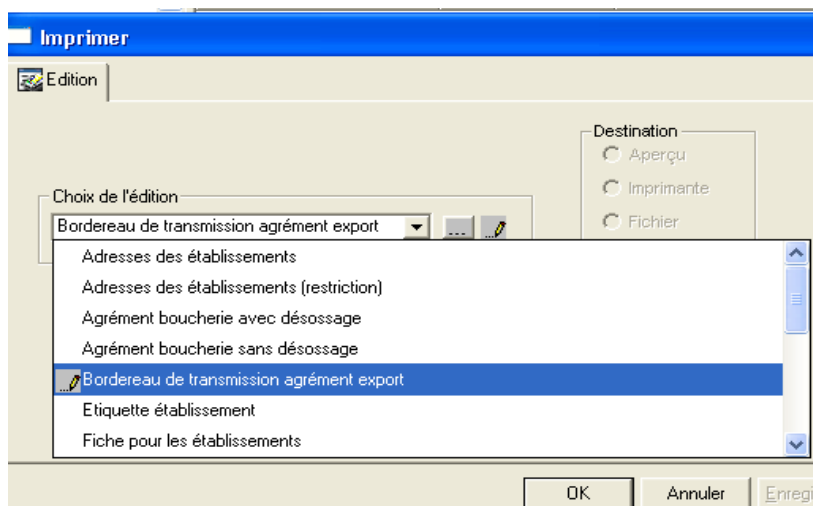 Imprimer
Edition
Destination
Aperçu
Imprimante
Fichier
Choix de l'édition
Bordereau de transmission agrément export
...
Adresses des établissements
Adresses des établissements (restriction)
Agrément boucherie avec désossage
Agrément boucherie sans désossage
Bordereau de transmission agrément export
Etiquette établissement
Fiche pour les établissements
OK
Annuler
Enregi